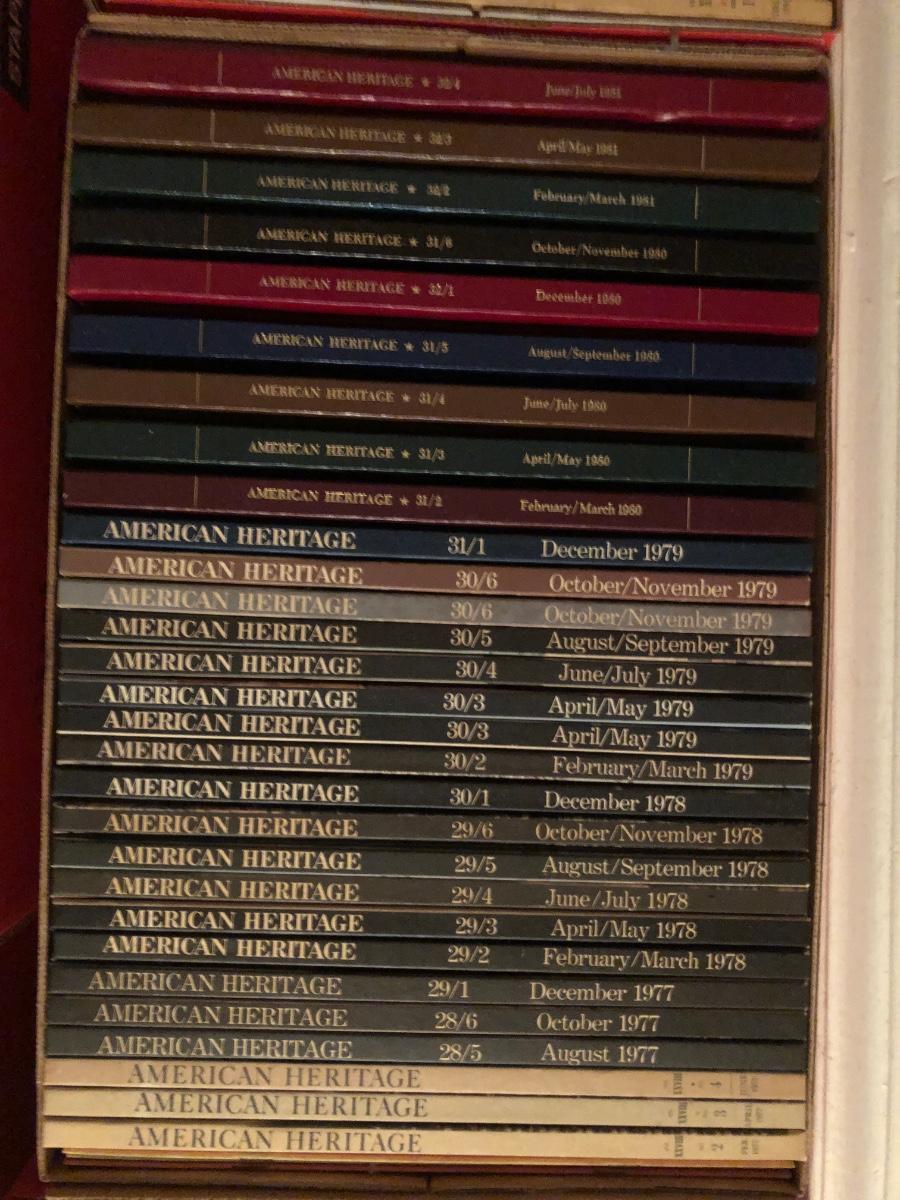 AMERICAN HERITAGE ★ 32/4 June/July 1981
AMERICAN HERITAGE ★ 32/3 April/May 1981
AMERICAN HERITAGE ★ 32/2 February/March 1981
AMERICAN HERITAGE ★ 31/6 October/November 1980
AMERICAN HERITAGE ★ 32/1 December 1980
AMERICAN HERITAGE ★ 31/5 August/September 1980
AMERICAN HERITAGE ★ 31/4 June/July 1980
AMERICAN HERITAGE ★ 31/3 April/May 1980
AMERICAN HERITAGE ★ 31/2 February/March 1980
AMERICAN HERITAGE 31/1 December 1979
AMERICAN HERITAGE 30/6 October/November 1979
AMERICAN HERITAGE 30/6 October/November 1979
AMERICAN HERITAGE 30/5 August/September 1979
AMERICAN HERITAGE 30/4 June/July 1979
AMERICAN HERITAGE 30/3 April/May 1979
AMERICAN HERITAGE 30/3 April/May 1979
AMERICAN HERITAGE 30/2 February/March 1979
AMERICAN HERITAGE 30/1 December 1978
AMERICAN HERITAGE 29/6 October/November 1978
AMERICAN HERITAGE 29/5 August/September 1978
AMERICAN HERITAGE 29/4 June/July 1978
AMERICAN HERITAGE 29/3 April/May 1978
AMERICAN HERITAGE 29/2 February/March 1978
AMERICAN HERITAGE 29/1 December 1977
AMERICAN HERITAGE 28/6 October 1977
AMERICAN HERITAGE 28/5 August 1977
AMERICAN HERITAGE 4
AMERICAN HERITAGE 3
AMERICAN HERITAGE 2